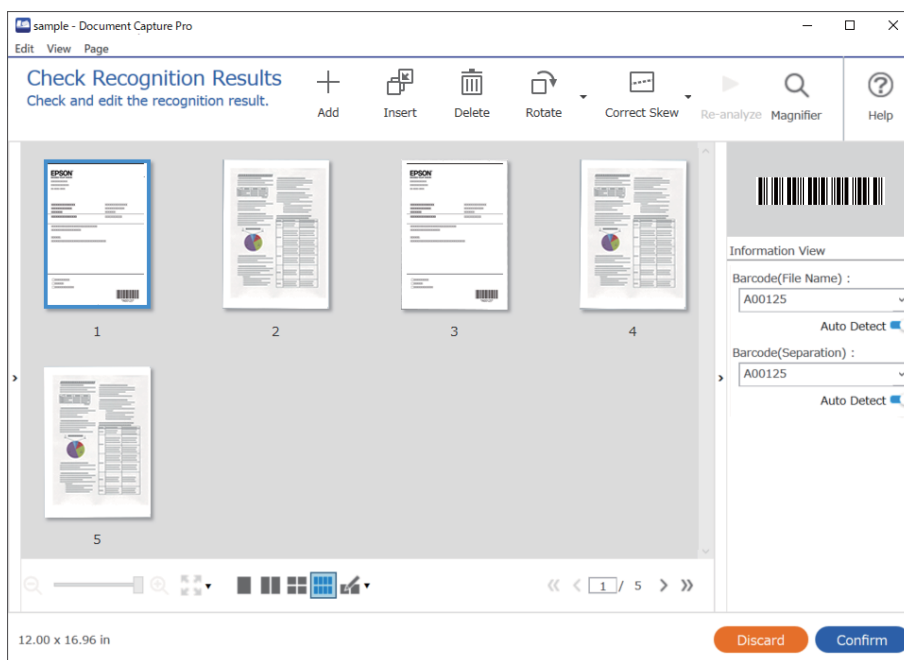 sample - Document Capture Pro
Edit View Page
Check Recognition Results
Check and edit the recognition result.
Add
Insert
Delete
Rotate
Correct Skew
Re-analyze
Magnifier
Help
EPSON
EPSON
1
2
3
4
5
Information View
Barcode(File Name) :
A00125
Auto Detect
Barcode(Separation) :
A00125
Auto Detect
1 / 5
12.00 x 16.96 in
Discard
Confirm